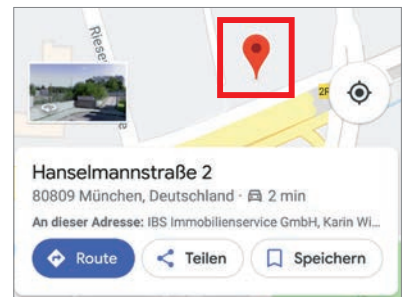 Riese
2R
Hanselmannstraße 2
80809 München, Deutschland · 2 min
An dieser Adresse: IBS Immobilienservice GmbH, Karin Wi...
Route
Teilen
Speichern